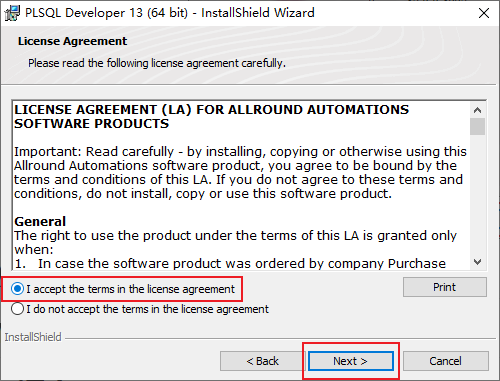 PLSQL Developer 13 (64 bit) - InstallShield Wizard
License Agreement
Please read the following license agreement carefully.
LICENSE AGREEMENT (LA) FOR ALLROUND AUTOMATIONS
SOFTWARE PRODUCTS
Important: Read carefully - by installing, copying or otherwise using this
Allround Automations software product, you agree to be bound by the
terms and conditions of this LA. If you do not agree to these terms and
conditions, do not install, copy or use this software product.
General
The right to use the product under the terms of this LA is granted only
when:
1. In case the software product was ordered by company Purchase
I accept the terms in the license agreement
Print
I do not accept the terms in the license agreement
InstallShield
< Back
Next >
Cancel